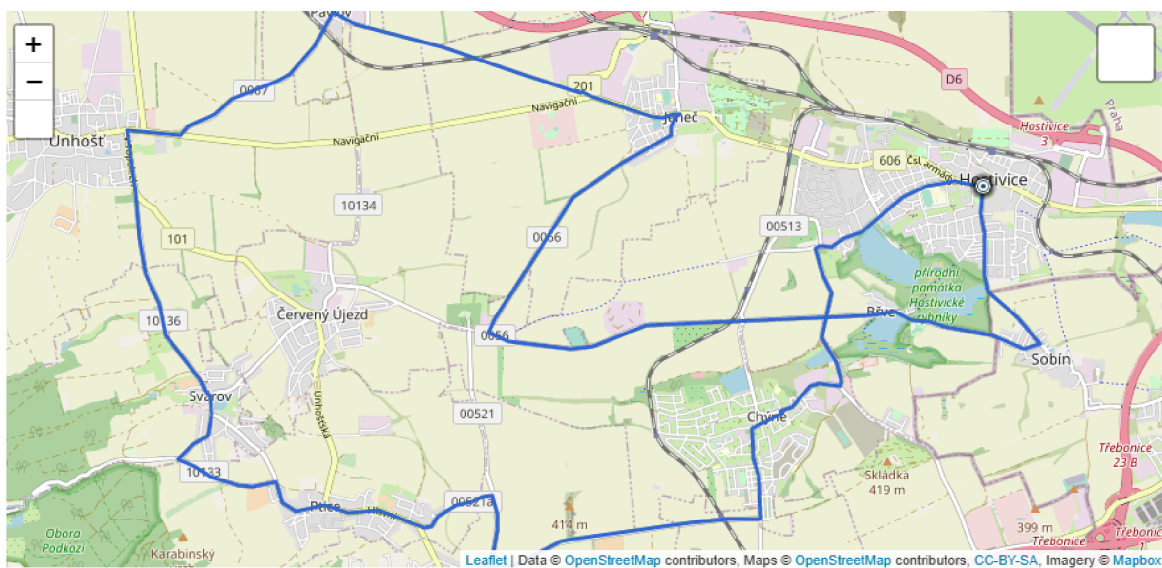 Pavlov
+
−
201
D6
0067
Navigační
Jeneč
Praha
Hostivice
3
Unhošť
Navigační
606
Čsl armády
Hostivice
10134
00513
0066
101
přírodní
památka
Hostivické
rybníky
Břve
Červený Újezd
10136
0056
Sobín
Svárov
Unhošťská
00521
Chýně
Třebonice
23 B
10133
Skládka
419 m
00521a
Ptice
414 m
399 m
Obora
Podkozí
Karabinský
Třebonice
Třebonice
Leaflet | Data © OpenStreetMap contributors, Maps © OpenStreetMap contributors, CC-BY-SA, Imagery © Mapbox